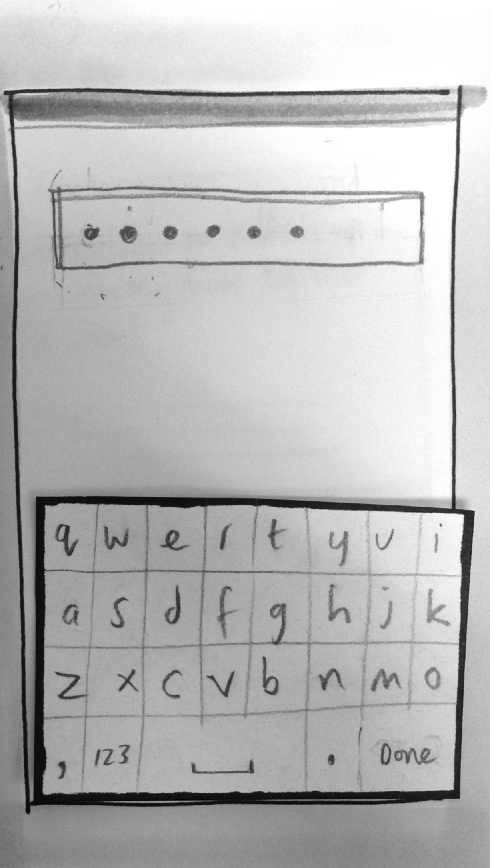 ● ● ● ● ● ●
q w e r t y u i
a s d f g h j k
z x c v b n m o
, 123 . Done